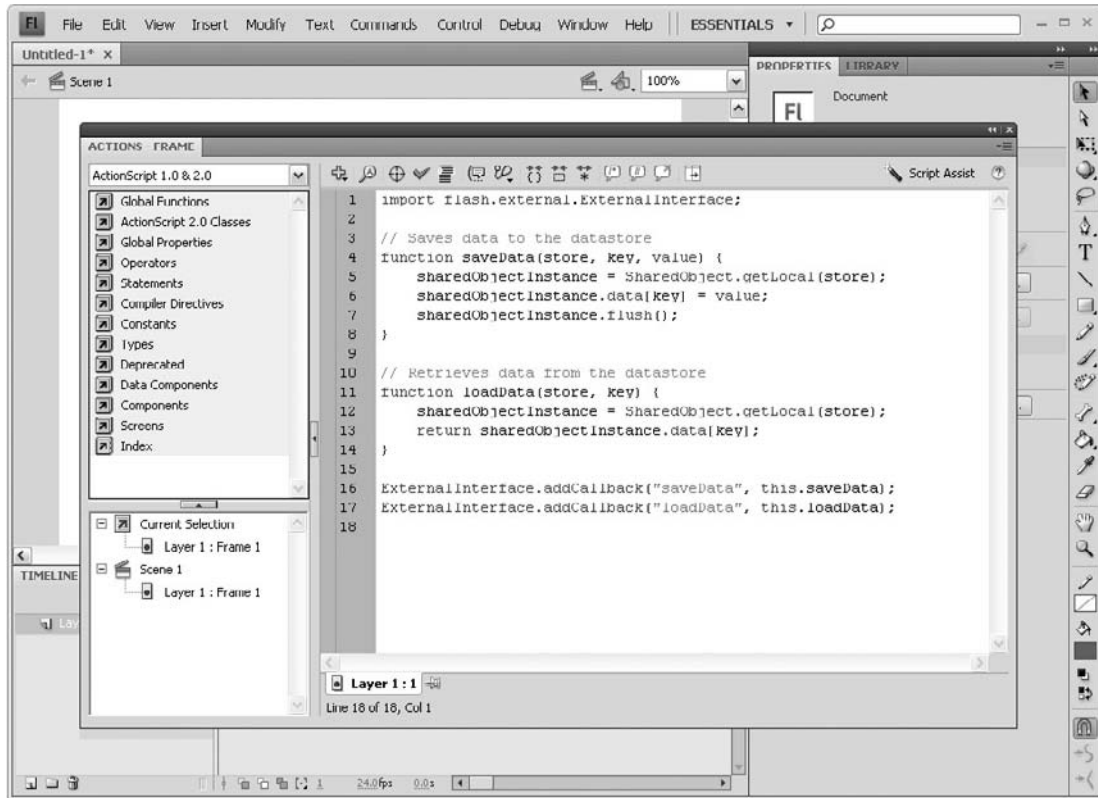 Fl File Edit View Insert Modify Text Commands Control Debug Window Help ESSENTIALS
Untitled-1* X
Scene 1 100%
PROPERTIES LIBRARY
Fl Document
ACTIONS - FRAME
ActionScript 1.0 & 2.0
Script Assist
Global Functions
ActionScript 2.0 Classes
Global Properties
Operators
Statements
Compiler Directives
Constants
Types
Deprecated
Data Components
Components
Screens
Index
Current Selection
Layer 1 : Frame 1
Scene 1
Layer 1 : Frame 1
1 import flash.external.ExternalInterface;
2
3 // Saves data to the datastore
4 function saveData(store, key, value) {
5 sharedObjectInstance = SharedObject.getLocal(store);
6 sharedObjectInstance.data[key] = value;
7 sharedObjectInstance.flush();
8 }
9
10 // Retrieves data from the datastore
11 function loadData(store, key) {
12 sharedObjectInstance = SharedObject.getLocal(store);
13 return sharedObjectInstance.data[key];
14 }
15
16 ExternalInterface.addCallback("saveData", this.saveData);
17 ExternalInterface.addCallback("loadData", this.loadData);
18
Layer 1 : 1
Line 18 of 18, Col 1
TIMELINE
Lay
1 24.0fps 0.0s